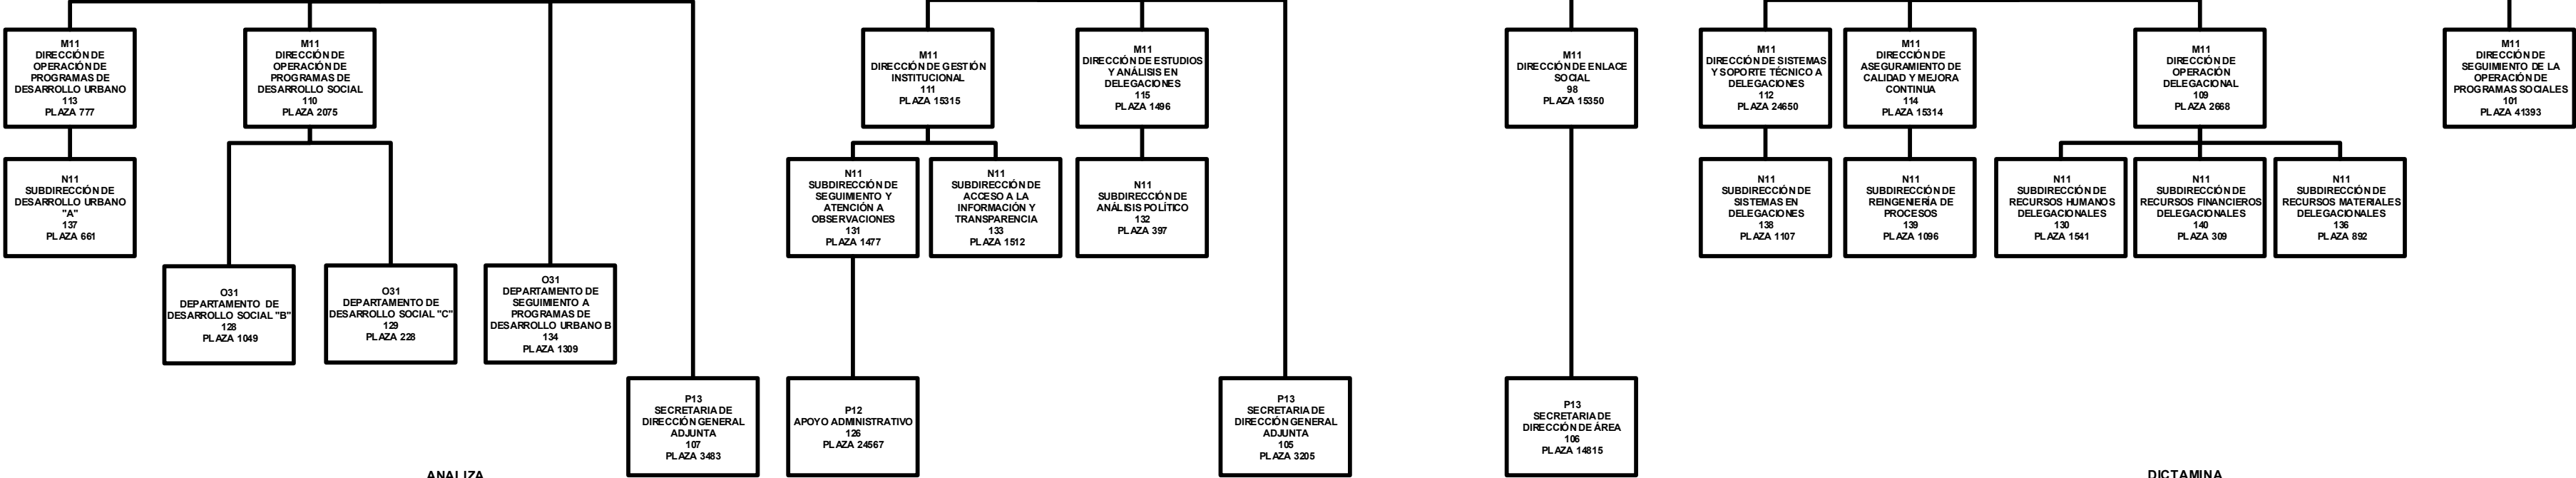 M11
DIRECCIÓN DE
OPERACIÓN DE
PROGRAMAS DE
DESARROLLO URBANO
113
PLAZA 777
M11
DIRECCIÓN DE
OPERACIÓN DE
PROGRAMAS DE
DESARROLLO SOCIAL
110
PLAZA 2075
M11
DIRECCIÓN DE GESTIÓN
INSTITUCIONAL
111
PLAZA 15315
M11
DIRECCIÓN DE ESTUDIOS
Y ANÁLISIS EN
DELEGACIONES
115
PLAZA 1496
M11
DIRECCIÓN DE ENLACE
SOCIAL
98
PLAZA 15350
M11
DIRECCIÓN DE SISTEMAS
Y SOPORTE TÉCNICO A
DELEGACIONES
112
PLAZA 24650
M11
DIRECCIÓN DE
ASEGURAMIENTO DE
CALIDAD Y MEJORA
CONTINUA
114
PLAZA 15314
M11
DIRECCIÓN DE
OPERACIÓN
DELEGACIONAL
109
PLAZA 2668
M11
DIRECCIÓN DE
SEGUIMIENTO DE LA
OPERACIÓN DE
PROGRAMAS SOCIALES
101
PLAZA 41393
N11
SUBDIRECCIÓN DE
DESARROLLO URBANO
"A"
137
PLAZA 661
N11
SUBDIRECCIÓN DE
SEGUIMIENTO Y
ATENCIÓN A
OBSERVACIONES
131
PLAZA 1477
N11
SUBDIRECCIÓN DE
ACCESO A LA
INFORMACIÓN Y
TRANSPARENCIA
133
PLAZA 1512
N11
SUBDIRECCIÓN DE
ANÁLISIS POLÍTICO
132
PLAZA 397
N11
SUBDIRECCIÓN DE
SISTEMAS EN
DELEGACIONES
138
PLAZA 1107
N11
SUBDIRECCIÓN DE
REINGENIERÍA DE
PROCESOS
139
PLAZA 1096
N11
SUBDIRECCIÓN DE
RECURSOS HUMANOS
DELEGACIONALES
130
PLAZA 1541
N11
SUBDIRECCIÓN DE
RECURSOS FINANCIEROS
DELEGACIONALES
140
PLAZA 309
N11
SUBDIRECCIÓN DE
RECURSOS MATERIALES
DELEGACIONALES
136
PLAZA 892
O31
DEPARTAMENTO DE
DESARROLLO SOCIAL "B"
128
PLAZA 1049
O31
DEPARTAMENTO DE
DESARROLLO SOCIAL "C"
129
PLAZA 228
O31
DEPARTAMENTO DE
SEGUIMIENTO A
PROGRAMAS DE
DESARROLLO URBANO B
134
PLAZA 1309
P13
SECRETARIA DE
DIRECCIÓN GENERAL
ADJUNTA
107
PLAZA 3483
P12
APOYO ADMINISTRATIVO
126
PLAZA 24567
P13
SECRETARIA DE
DIRECCIÓN GENERAL
ADJUNTA
105
PLAZA 3205
P13
SECRETARIA DE
DIRECCIÓN DE ÁREA
106
PLAZA 14815
ANALIZA
DICTAMINA